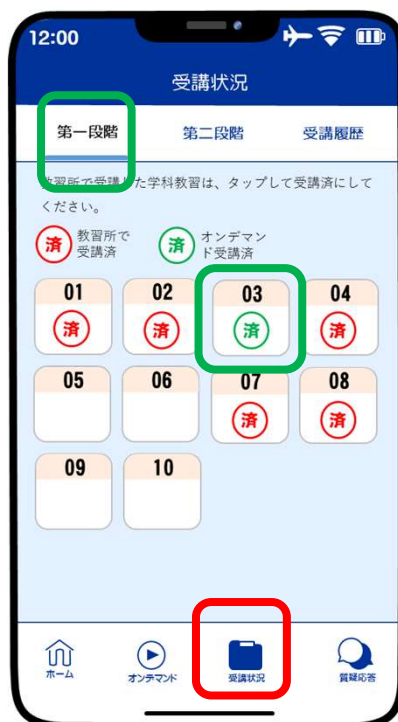 12:00
受講状況
第一段階 第二段階 受講履歴
教習所で受講した学科教習は、タップして受講済にして
ください。
済 教習所で
受講済
済 オンデマン
ド受講済
01 02 03 04
済 済 済 済
05 06 07 08
済 済
09 10
ホーム オンデマンド 受講状況 質疑応答